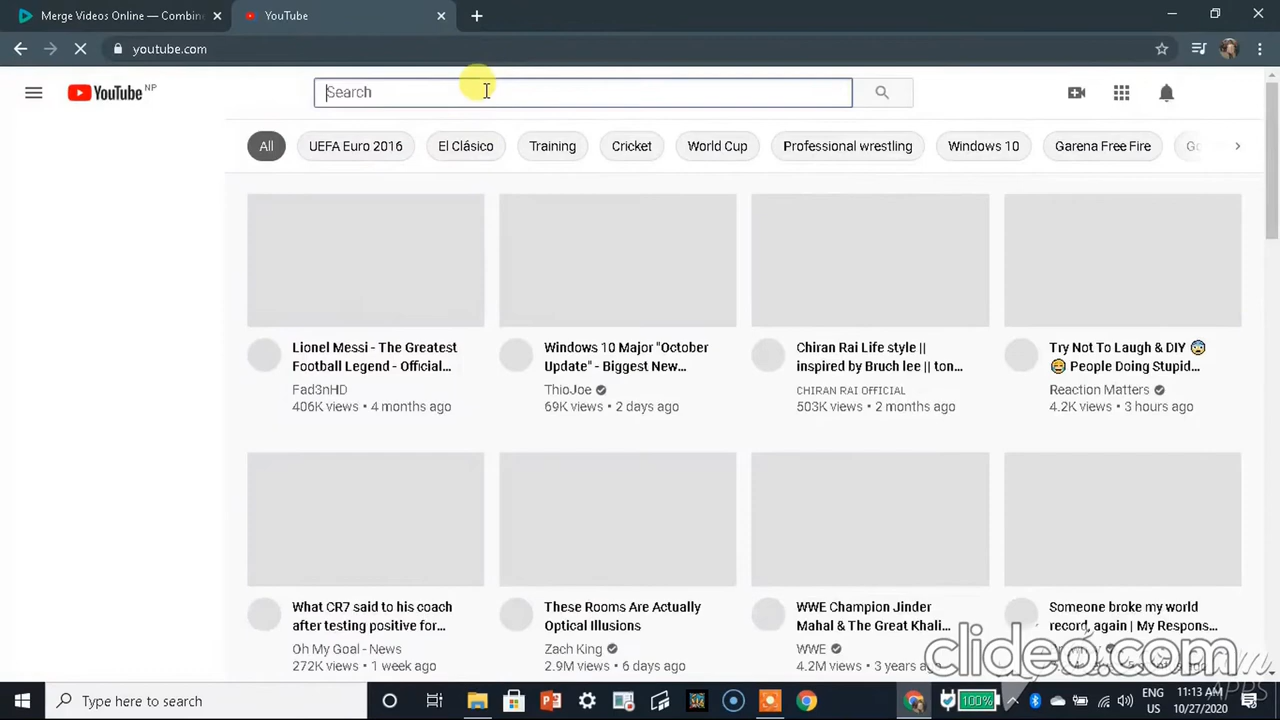 Merge Videos Online — Combin
YouTube
youtube.com
YouTube NP
Search
All
UEFA Euro 2016
El Clásico
Training
Cricket
World Cup
Professional wrestling
Windows 10
Garena Free Fire
Lionel Messi - The Greatest
Football Legend - Official...
Fad3nHD
406K views • 4 months ago
Windows 10 Major "October
Update" - Biggest New...
ThioJoe
69K views • 2 days ago
Chiran Rai Life style ||
inspired by Bruch lee || ton...
CHIRAN RAI OFFICIAL
503K views • 2 months ago
Try Not To Laugh & DIY 😨
😂 People Doing Stupid...
Reaction Matters
4.2K views • 3 hours ago
What CR7 said to his coach
after testing positive for...
Oh My Goal - News
272K views • 1 week ago
These Rooms Are Actually
Optical Illusions
Zach King
2.9M views • 6 days ago
WWE Champion Jinder
Mahal & The Great Khali...
WWE
4.2M views • 3 years
Someone broke my world
record, again | My Respons...
clideo.com
APPS
Type here to search
100%
ENG
US
11:13 AM
10/27/2020